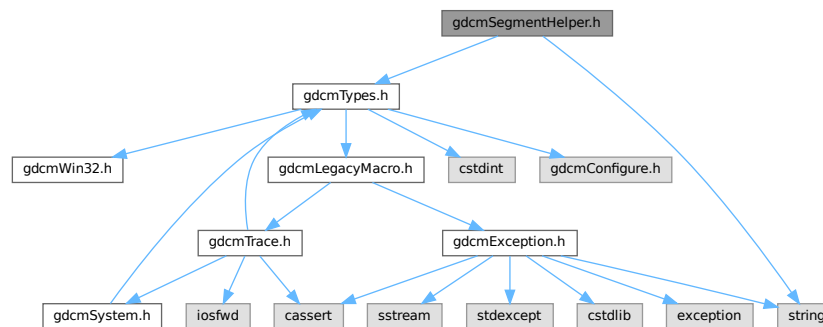 gdcmSegmentHelper.h
gdcmTypes.h
gdcmWin32.h
gdcmLegacyMacro.h
cstdint
gdcmConfigure.h
gdcmTrace.h
gdcmException.h
gdcmSystem.h
iosfwd
cassert
sstream
stdexcept
cstdlib
exception
string